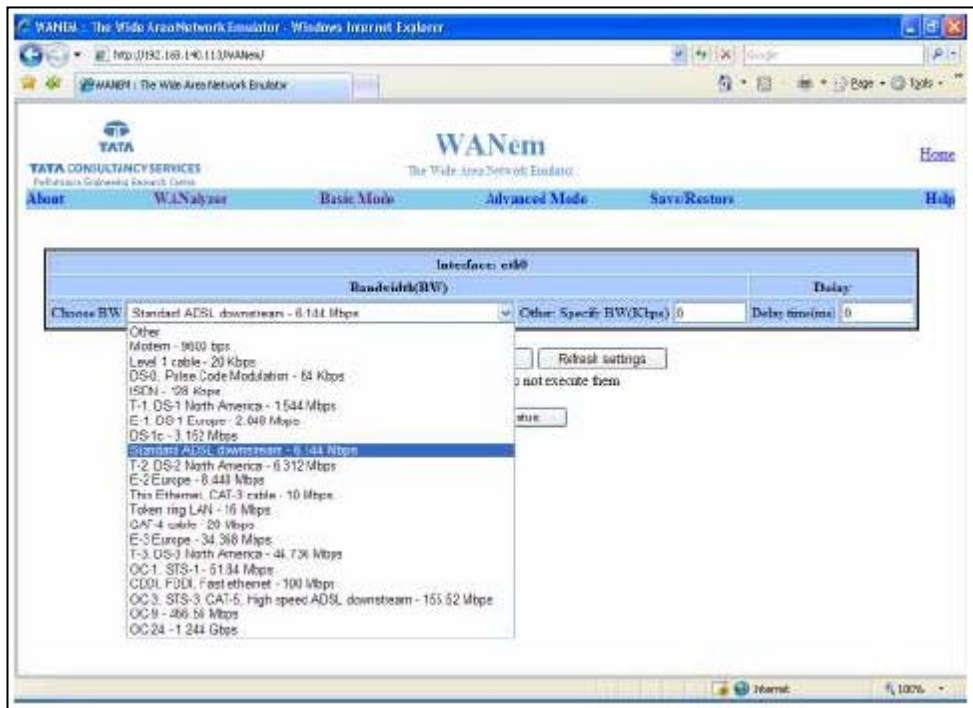 WANEM : The Wide Area Network Emulator - Windows Internet Explorer
http://192.168.140.113/WANem/
Google
WANEM : The Wide Area Network Emulator
Page
Tools
TATA
TATA CONSULTANCY SERVICES
Performance Engineering Research Center
WANem
The Wide Area Network Emulator
Home
About
WANalyzer
Basic Mode
Advanced Mode
Save/Restore
Help
Interface: eth0
Bandwidth(BW)
Delay
Choose BW
Standard ADSL downstream - 6.144 Mbps
Other: Specify BW(Kbps) 0
Delay time(ms) 0
Other
Modem - 9600 bps
Level 1 cable - 20 Kbps
DS-0, Pulse Code Modulation - 64 Kbps
ISDN - 128 Kbps
T-1, DS-1 North America - 1.544 Mbps
E-1, DS-1 Europe - 2.048 Mbps
DS-1c - 3.152 Mbps
Standard ADSL downstream - 6.144 Mbps
T-2, DS-2 North America - 6.312 Mbps
E-2 Europe - 8.448 Mbps
Thin Ethernet, CAT-3 cable - 10 Mbps
Token ring LAN - 16 Mbps
CAT-4 cable - 20 Mbps
E-3 Europe - 34.368 Mbps
T-3, DS-3 North America - 44.736 Mbps
OC-1, STS-1 - 51.84 Mbps
CDDI, FDDI, Fast ethernet - 100 Mbps
OC-3, STS-3, CAT-5, High speed ADSL downstream - 155.52 Mbps
OC-9 - 466.56 Mbps
OC-24 - 1.244 Gbps
Refresh settings
not execute them
Internet
100%